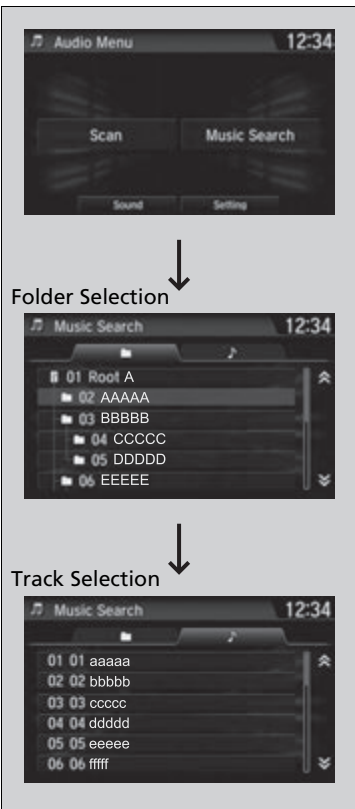 Audio Menu 12:34
Scan Music Search
Sound Setting
Folder Selection
Music Search 12:34
01 Root A
02 AAAAA
03 BBBBB
04 CCCCC
05 DDDDD
06 EEEEE
Track Selection
Music Search 12:34
01 01 aaaaa
02 02 bbbbb
03 03 ccccc
04 04 ddddd
05 05 eeeee
06 06 fffff